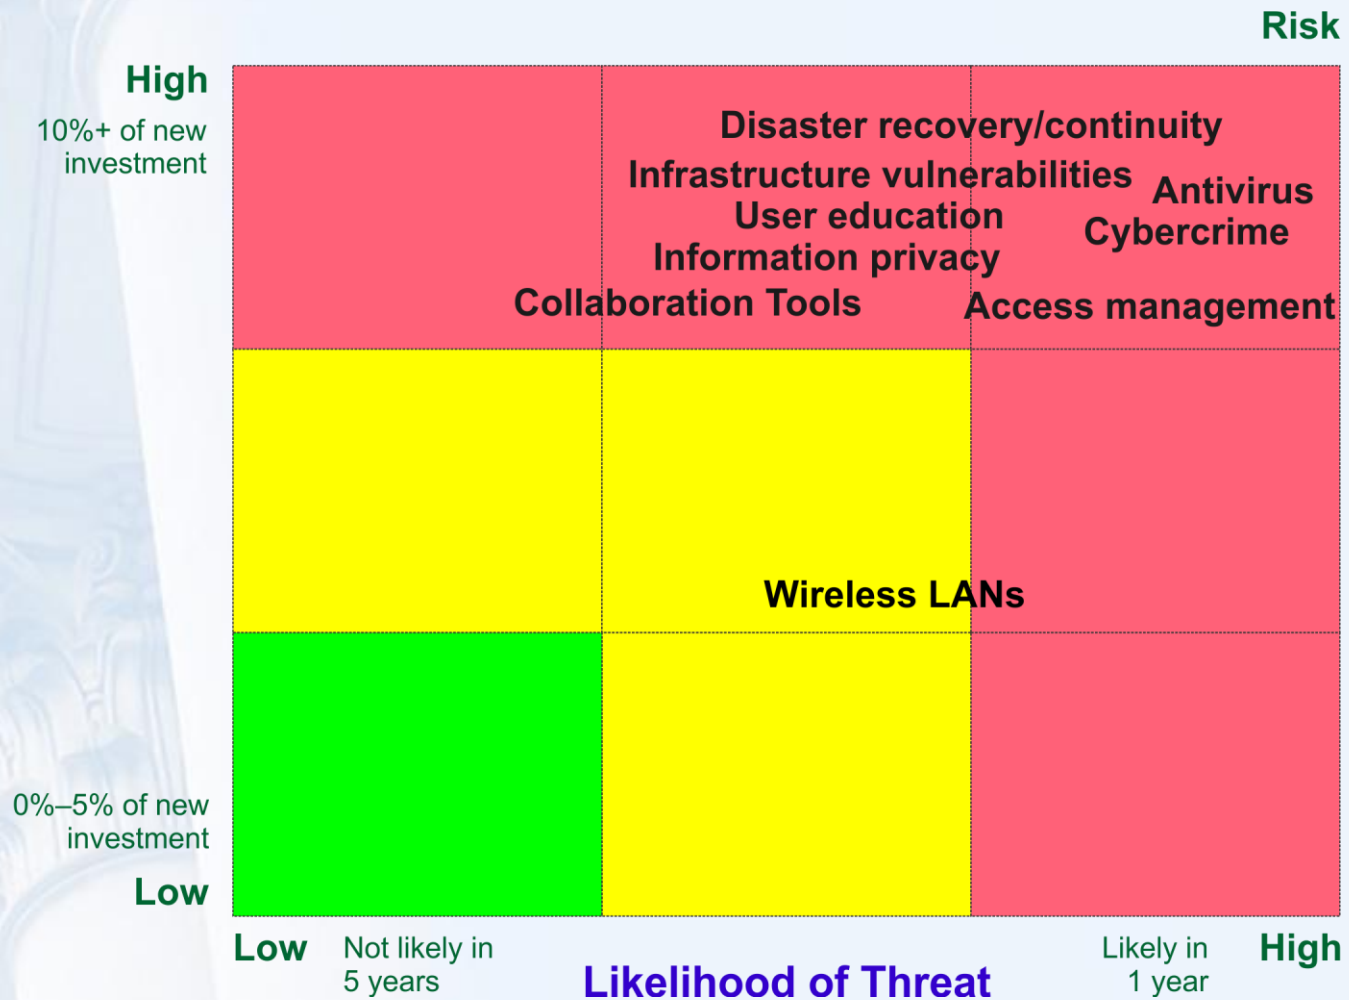 Risk
High
10%+ of new
investment
Disaster recovery/continuity
Infrastructure vulnerabilities
Antivirus
User education
Cybercrime
Information privacy
Collaboration Tools
Access management
Wireless LANs
0%–5% of new
investment
Low
Low
Not likely in
5 years
Likelihood of Threat
Likely in
1 year
High